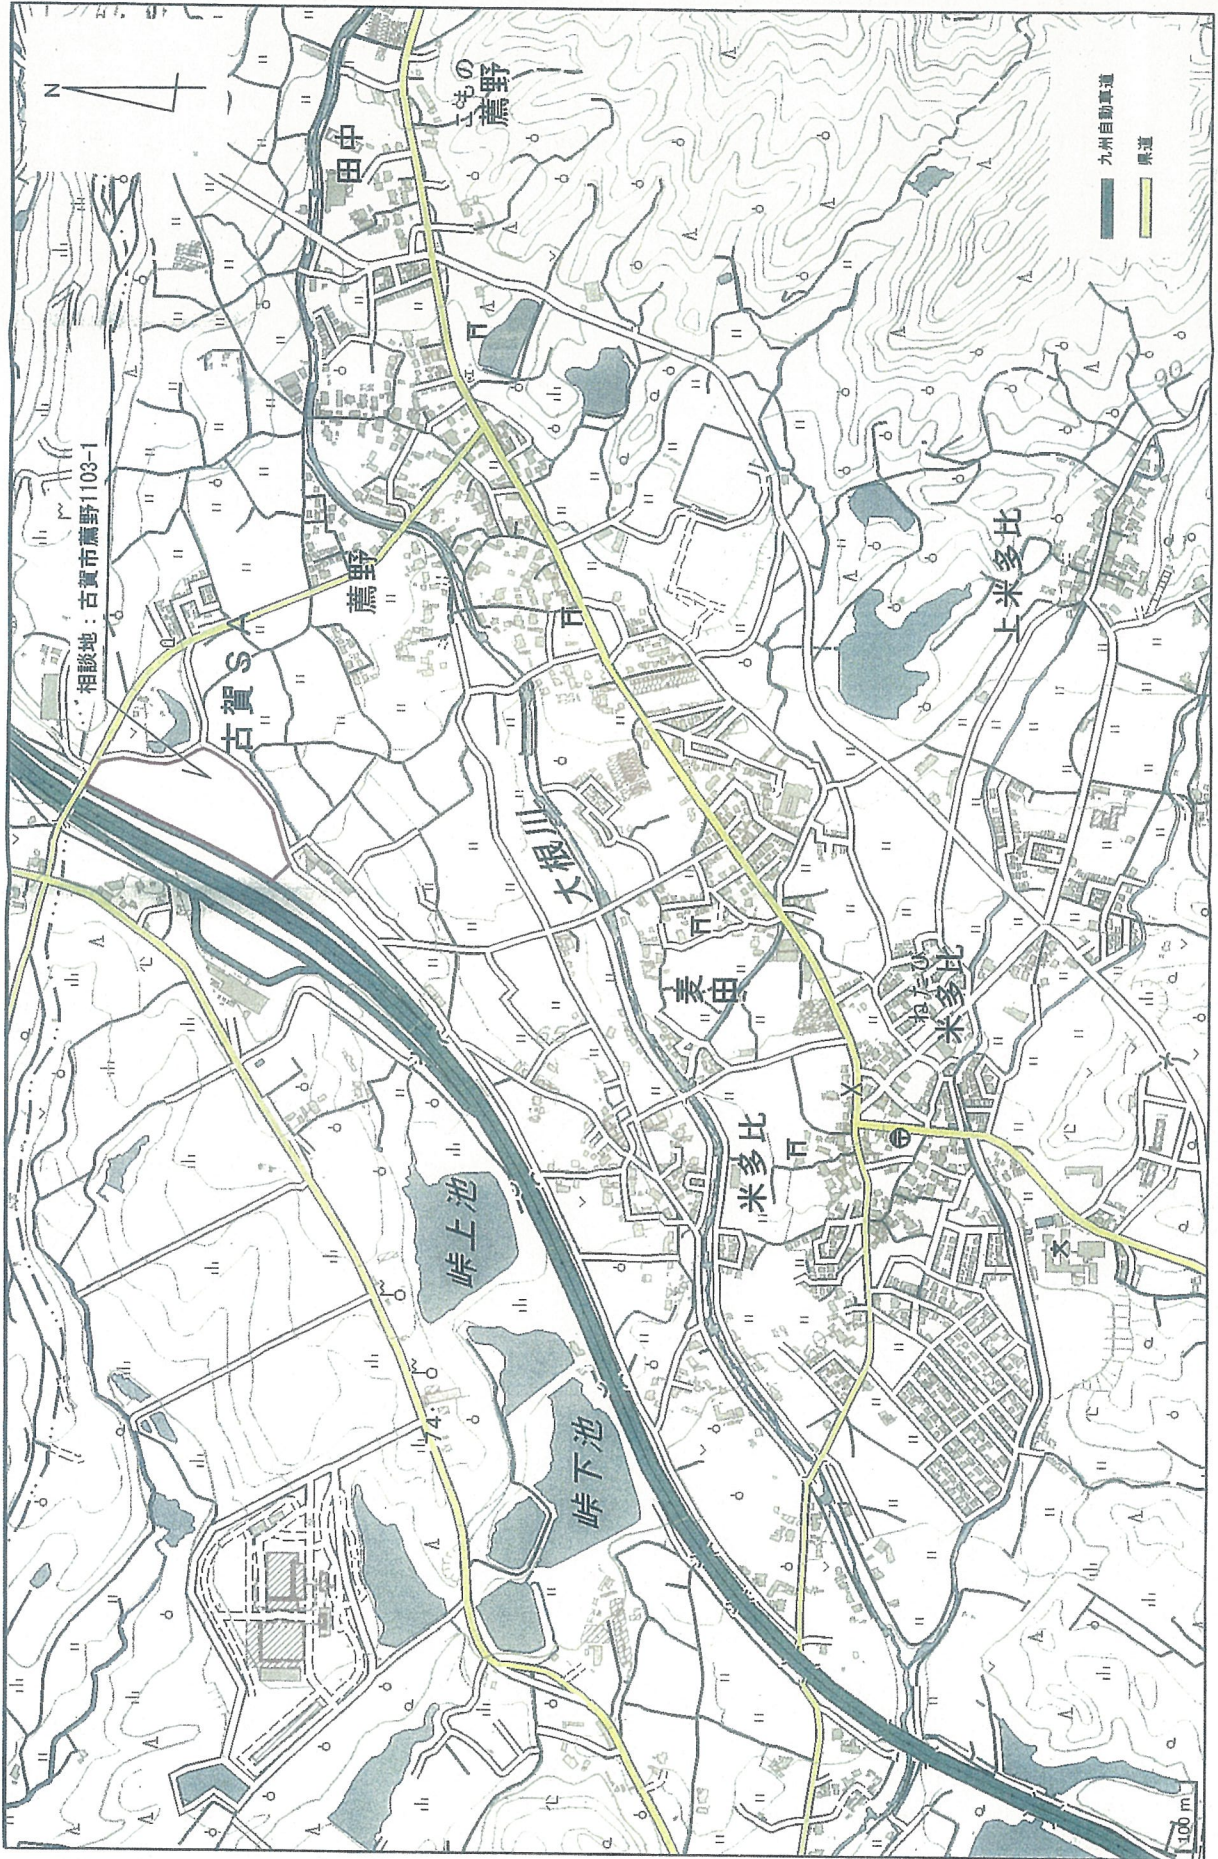 N
相談地：古賀市薦野1103-1
九州自動車道
県道
こもの
薦野
田中
古賀SA
薦野
大根川
麦田
米多比
ねたび
米多比
上米多比
峠上池
峠下池
74
90
100 m